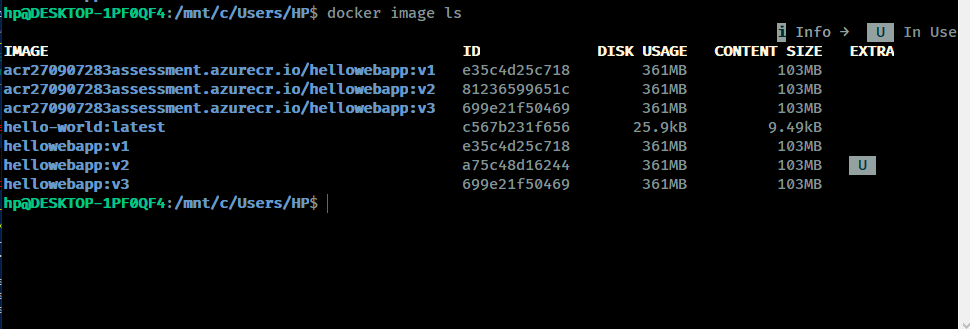 hp@DESKTOP-1PF0QF4:/mnt/c/Users/HP$ docker image ls
i Info → U In Use
IMAGE ID DISK USAGE CONTENT SIZE EXTRA
acr270907283assessment.azurecr.io/hellowebapp:v1 e35c4d25c718 361MB 103MB
acr270907283assessment.azurecr.io/hellowebapp:v2 81236599651c 361MB 103MB
acr270907283assessment.azurecr.io/hellowebapp:v3 699e21f50469 361MB 103MB
hello-world:latest c567b231f656 25.9kB 9.49kB
hellowebapp:v1 e35c4d25c718 361MB 103MB
hellowebapp:v2 a75c48d16244 361MB 103MB U
hellowebapp:v3 699e21f50469 361MB 103MB
hp@DESKTOP-1PF0QF4:/mnt/c/Users/HP$